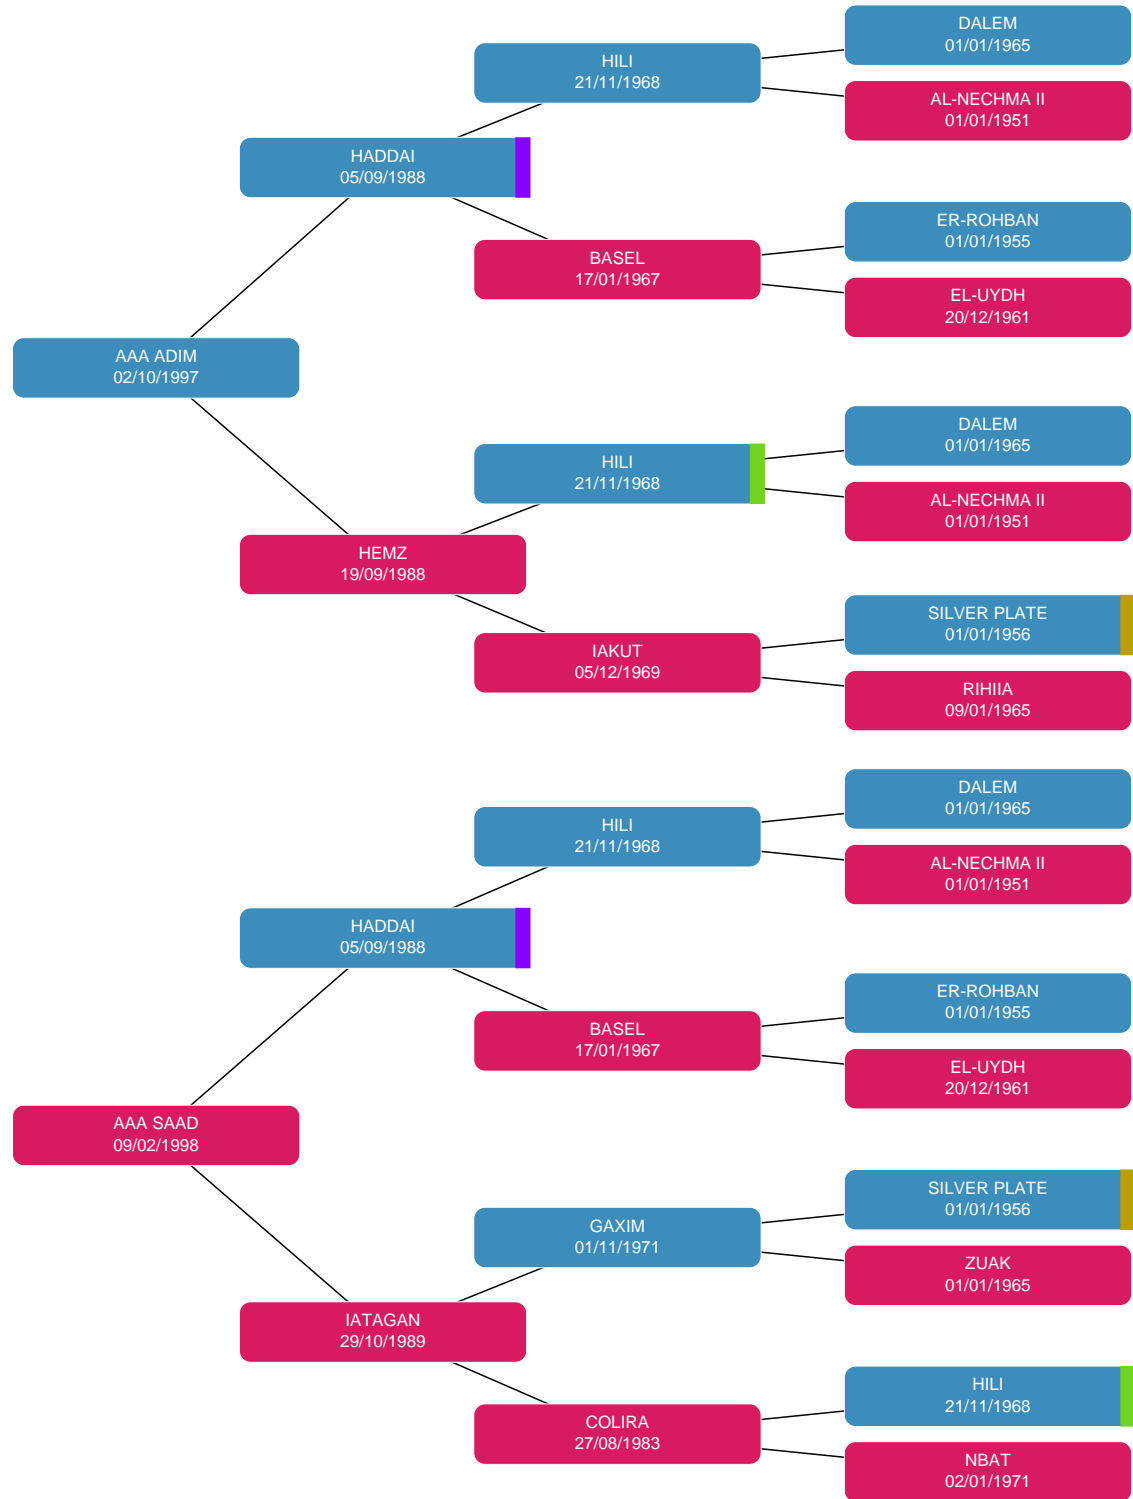 DALEM
01/01/1965
HILI
21/11/1968
AL-NECHMA II
01/01/1951
HADDAI
05/09/1988
ER-ROHBAN
01/01/1955
BASEL
17/01/1967
EL-UYDH
20/12/1961
AAA ADIM
02/10/1997
DALEM
01/01/1965
HILI
21/11/1968
AL-NECHMA II
01/01/1951
HEMZ
19/09/1988
SILVER PLATE
01/01/1956
IAKUT
05/12/1969
RIHIIA
09/01/1965
DALEM
01/01/1965
HILI
21/11/1968
AL-NECHMA II
01/01/1951
HADDAI
05/09/1988
ER-ROHBAN
01/01/1955
BASEL
17/01/1967
EL-UYDH
20/12/1961
AAA SAAD
09/02/1998
SILVER PLATE
01/01/1956
GAXIM
01/11/1971
ZUAK
01/01/1965
IATAGAN
29/10/1989
HILI
21/11/1968
COLIRA
27/08/1983
NBAT
02/01/1971